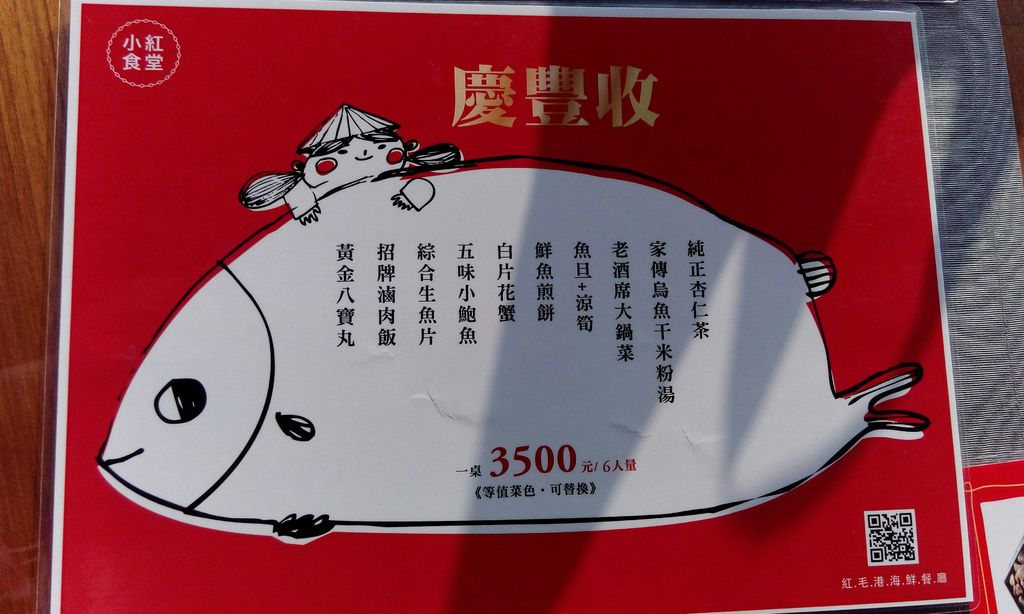 小紅
食堂
慶豐收
純正杏仁茶
家傳烏魚干米粉湯
老酒席大鍋菜
魚旦+涼筍
鮮魚煎餅
白片花蟹
五味小鮑魚
綜合生魚片
招牌滷肉飯
黃金八寶丸
一桌 3500元/6人量
《等值菜色·可替換》
紅.毛.港.海.鮮.餐.廳